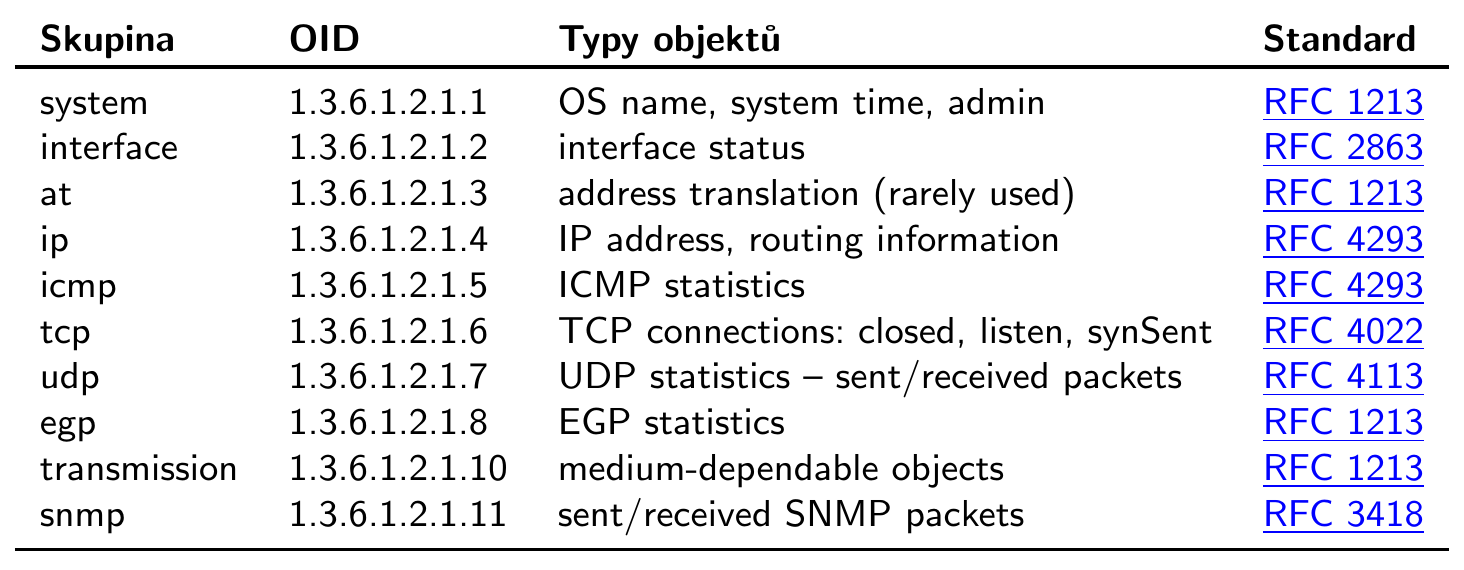 Skupina OID Typy objektů Standard
system 1.3.6.1.2.1.1 OS name, system time, admin RFC 1213
interface 1.3.6.1.2.1.2 interface status RFC 2863
at 1.3.6.1.2.1.3 address translation (rarely used) RFC 1213
ip 1.3.6.1.2.1.4 IP address, routing information RFC 4293
icmp 1.3.6.1.2.1.5 ICMP statistics RFC 4293
tcp 1.3.6.1.2.1.6 TCP connections: closed, listen, synSent RFC 4022
udp 1.3.6.1.2.1.7 UDP statistics – sent/received packets RFC 4113
egp 1.3.6.1.2.1.8 EGP statistics RFC 1213
transmission 1.3.6.1.2.1.10 medium-dependable objects RFC 1213
snmp 1.3.6.1.2.1.11 sent/received SNMP packets RFC 3418